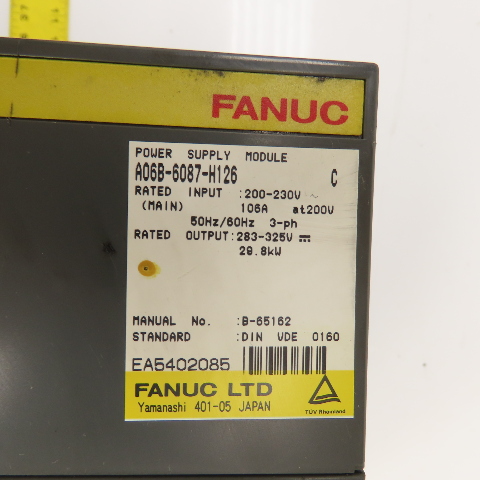 FANUC
POWER SUPPLY MODULE
A06B-6087-H126 C
RATED INPUT :200-230V ~
(MAIN) 106A at200V
50Hz/60Hz 3-ph
RATED OUTPUT:283-325V ⎓
29.8kW
MANUAL No. :B-65162
STANDARD :DIN VDE 0160
EA5402085
FANUC LTD
Yamanashi 401-05 JAPAN
TÜV Rheinland